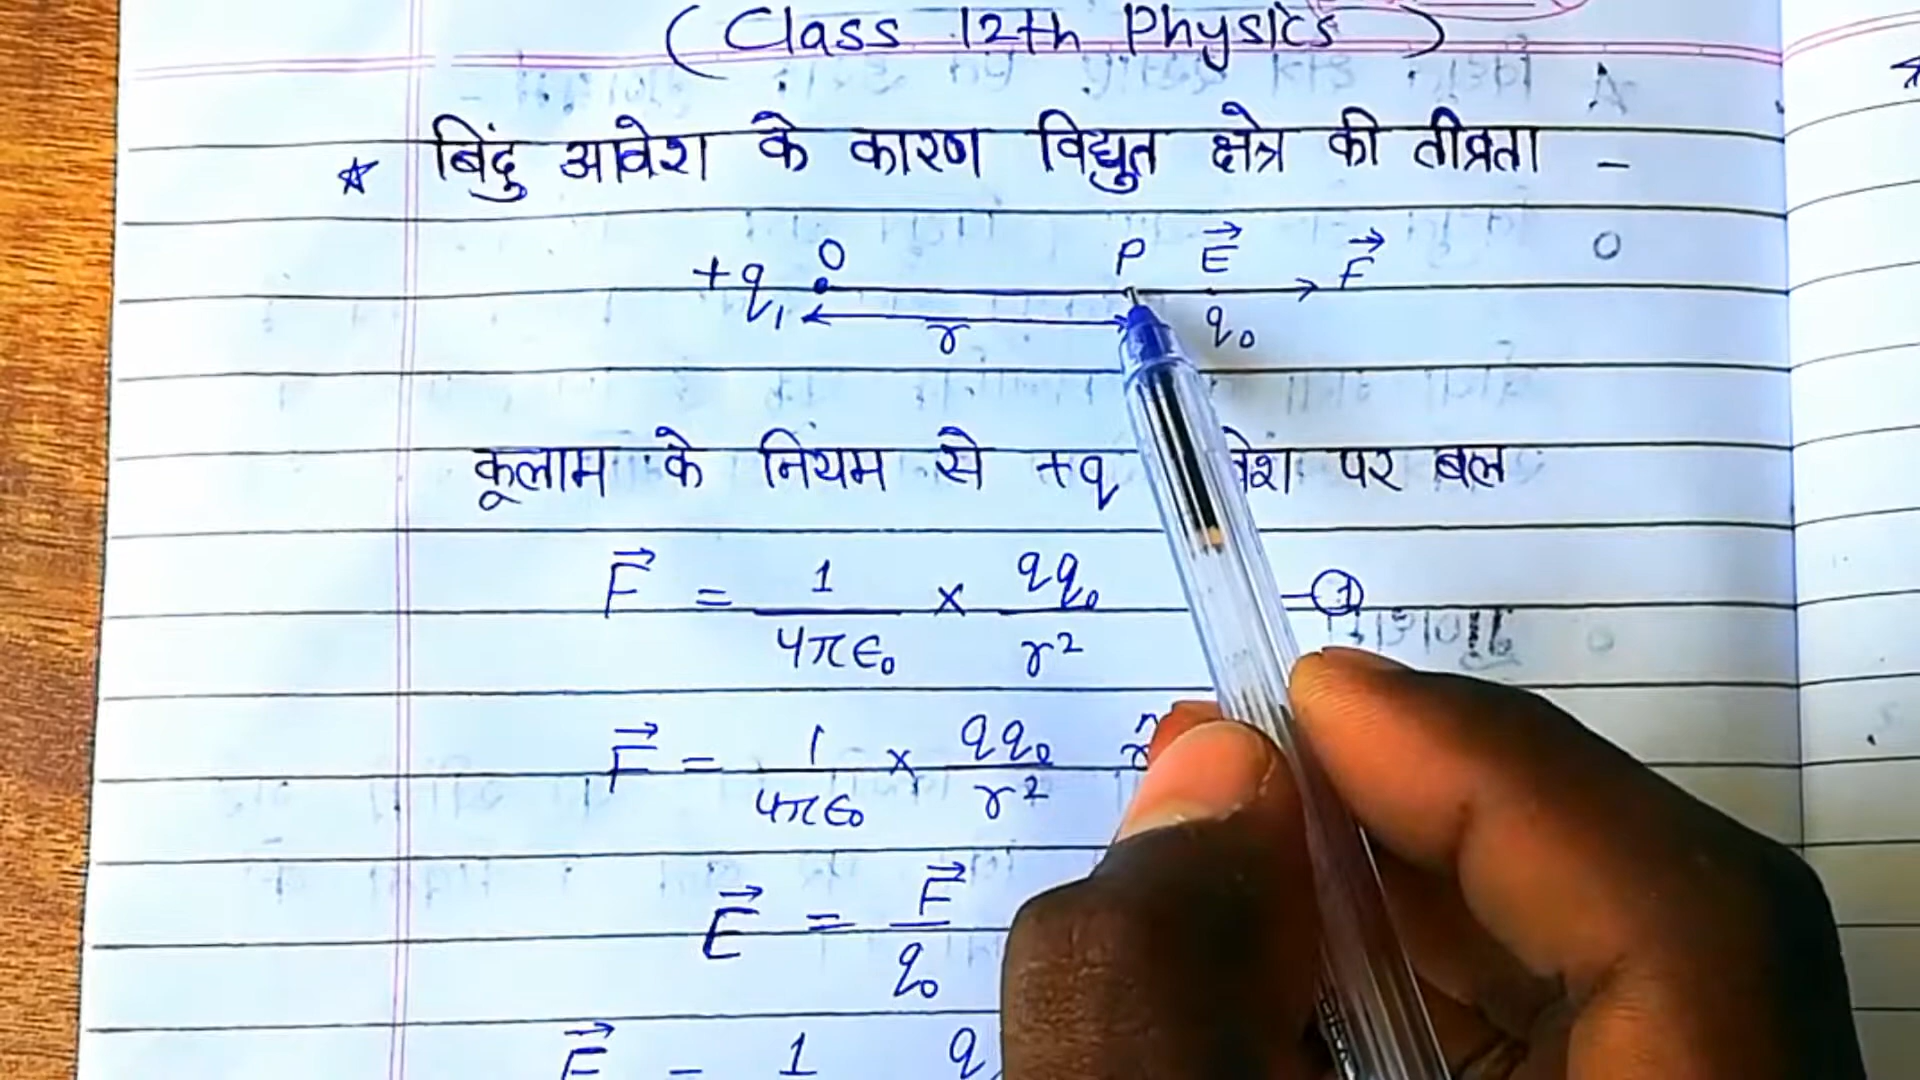 ( Class 12th Physics )
☆ बिंदु आवेश के कारण विद्युत क्षेत्र की तीव्रता –
+q₁ O P E⃗ F⃗
r q₀
कूलाम के नियम से +q पर बल
F⃗ = 1/4πε₀ × qq₀/r² —①
F⃗ = 1/4πε₀ × qq₀/r² r̂
E⃗ = F⃗/q₀
E⃗ = 1 q